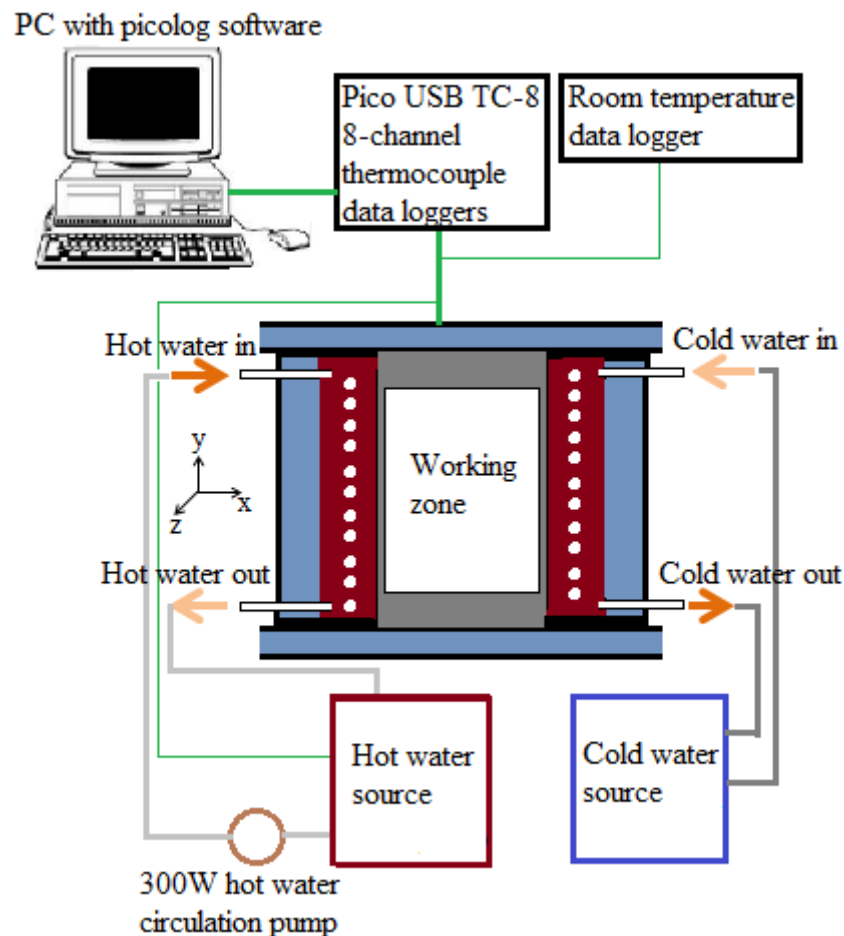 PC with picolog software
Pico USB TC-8
8-channel
thermocouple
data loggers
Room temperature
data logger
Hot water in
Cold water in
y
x
z
Working
zone
Hot water out
Cold water out
Hot water
source
Cold water
source
300W hot water
circulation pump